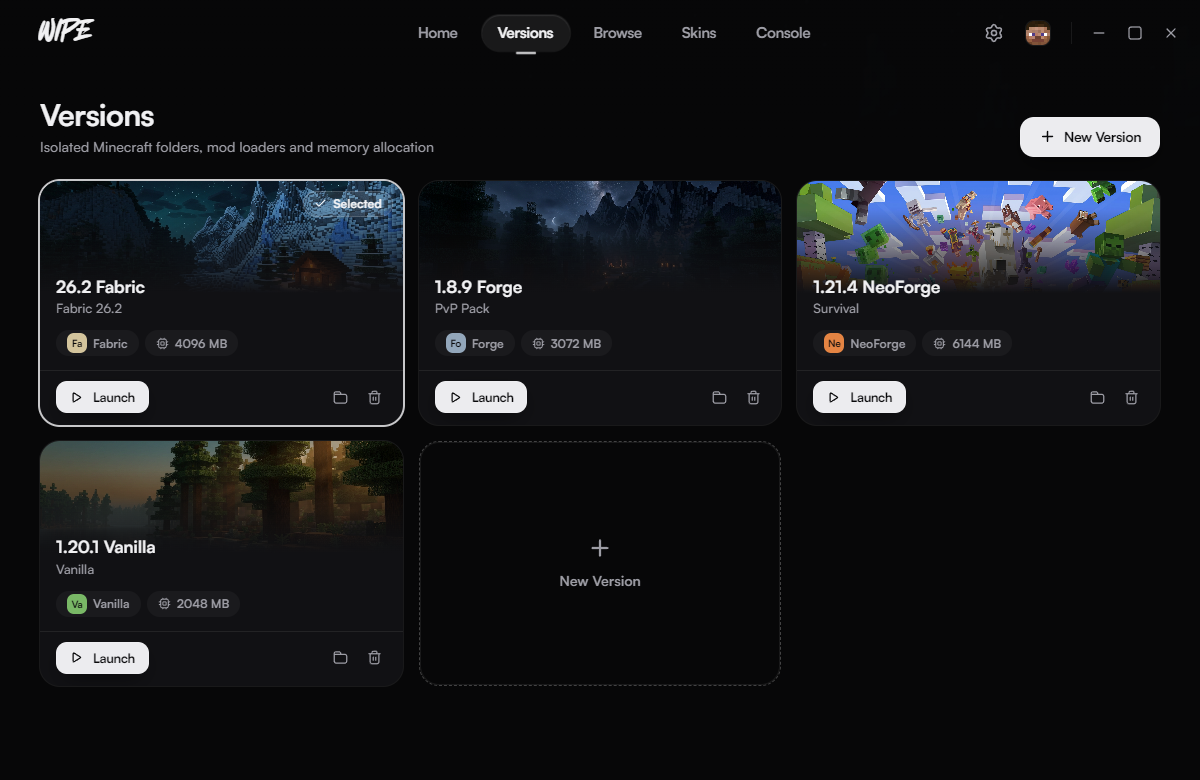 WIPE
Home Versions Browse Skins Console
Versions
Isolated Minecraft folders, mod loaders and memory allocation
New Version
Selected
26.2 Fabric
Fabric 26.2
Fa Fabric 4096 MB
Launch
1.8.9 Forge
PvP Pack
Fo Forge 3072 MB
Launch
1.21.4 NeoForge
Survival
Ne NeoForge 6144 MB
Launch
1.20.1 Vanilla
Vanilla
Va Vanilla 2048 MB
Launch
New Version